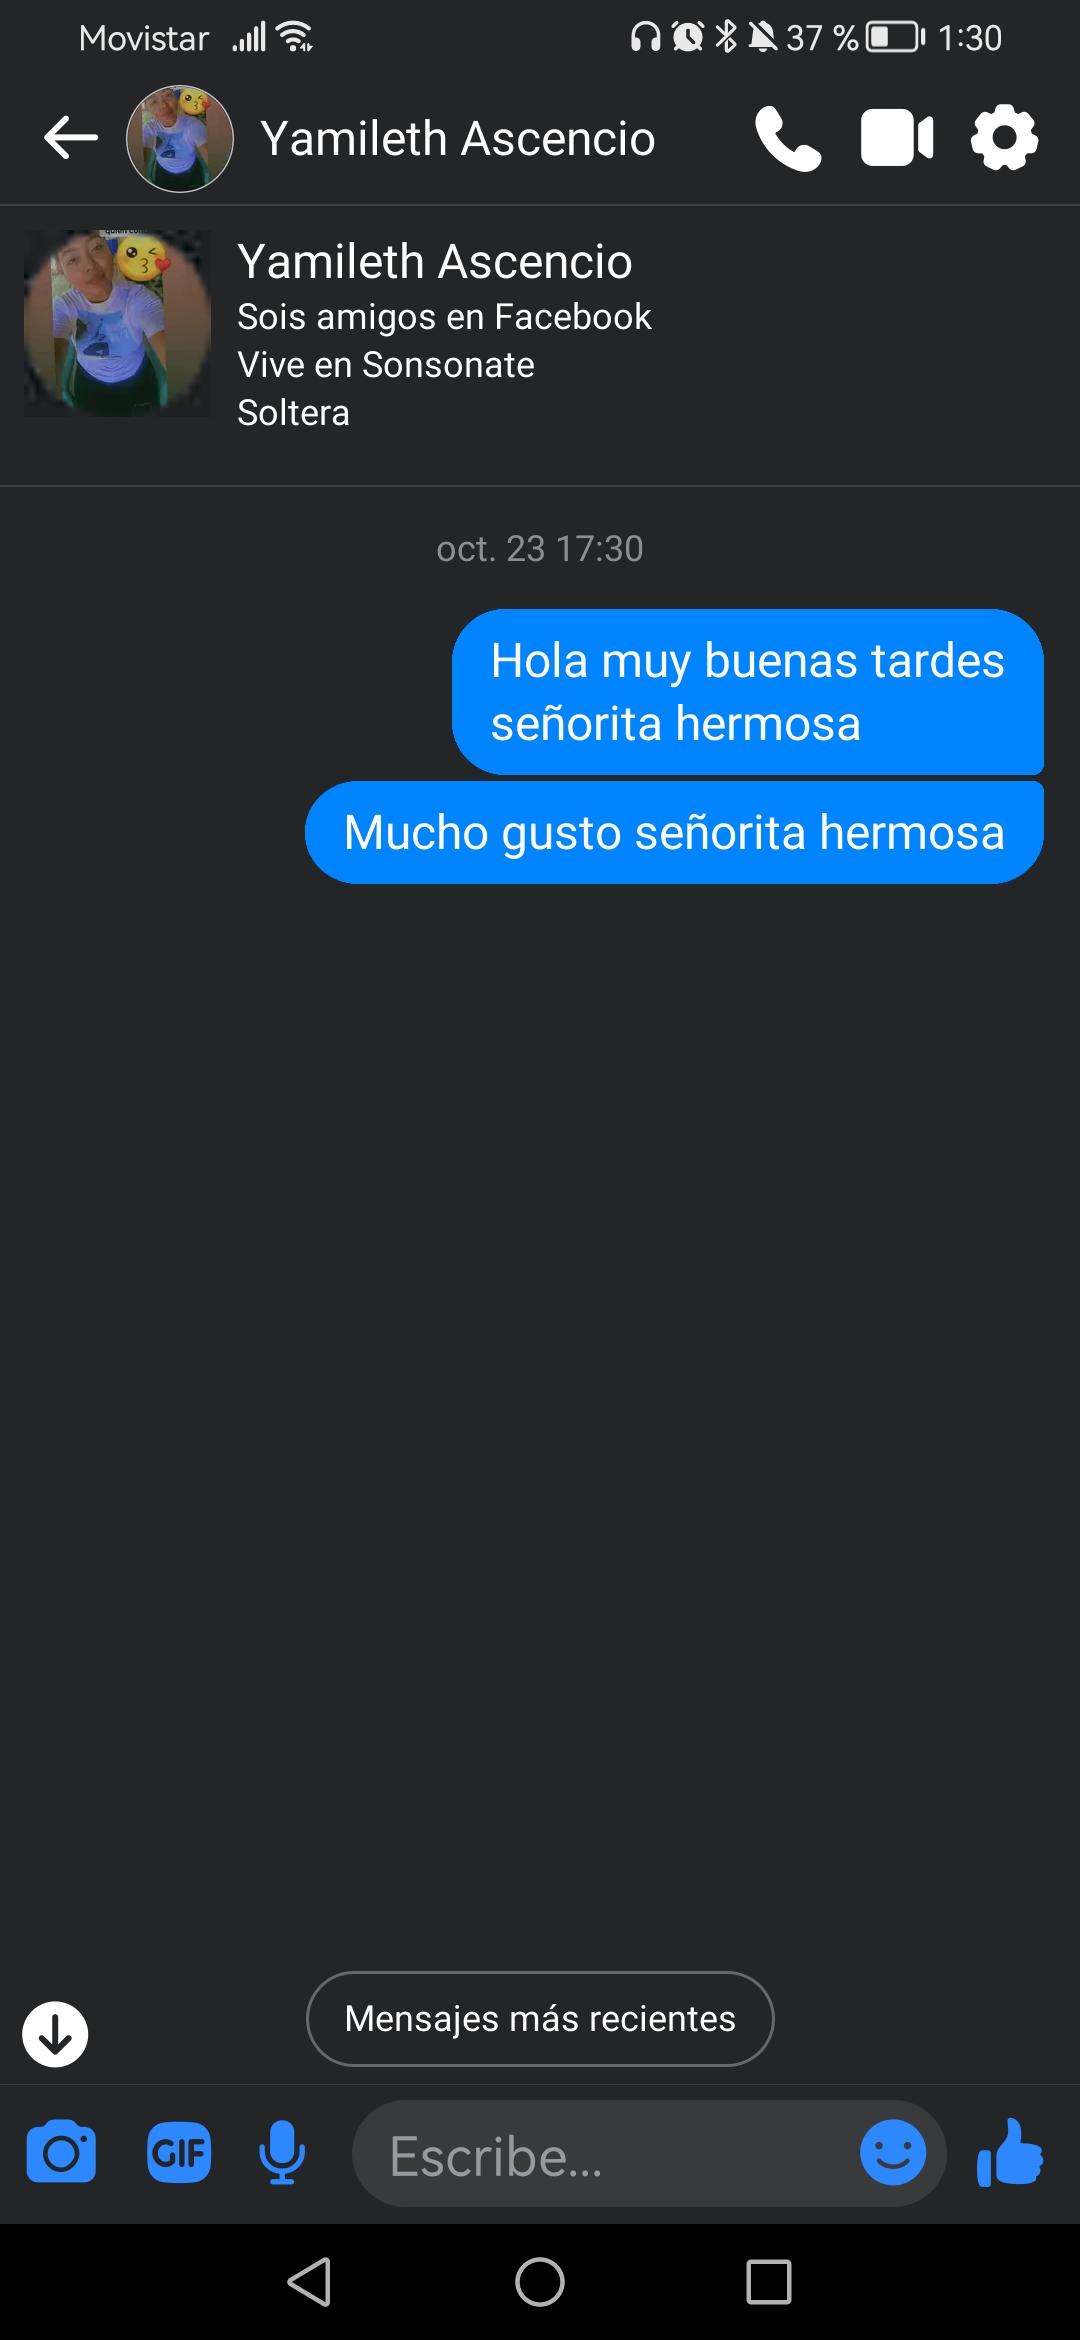 Movistar 37 % 1:30
Yamileth Ascencio
Yamileth Ascencio
Sois amigos en Facebook
Vive en Sonsonate
Soltera
oct. 23 17:30
Hola muy buenas tardes
señorita hermosa
Mucho gusto señorita hermosa
Mensajes más recientes
GIF
Escribe...